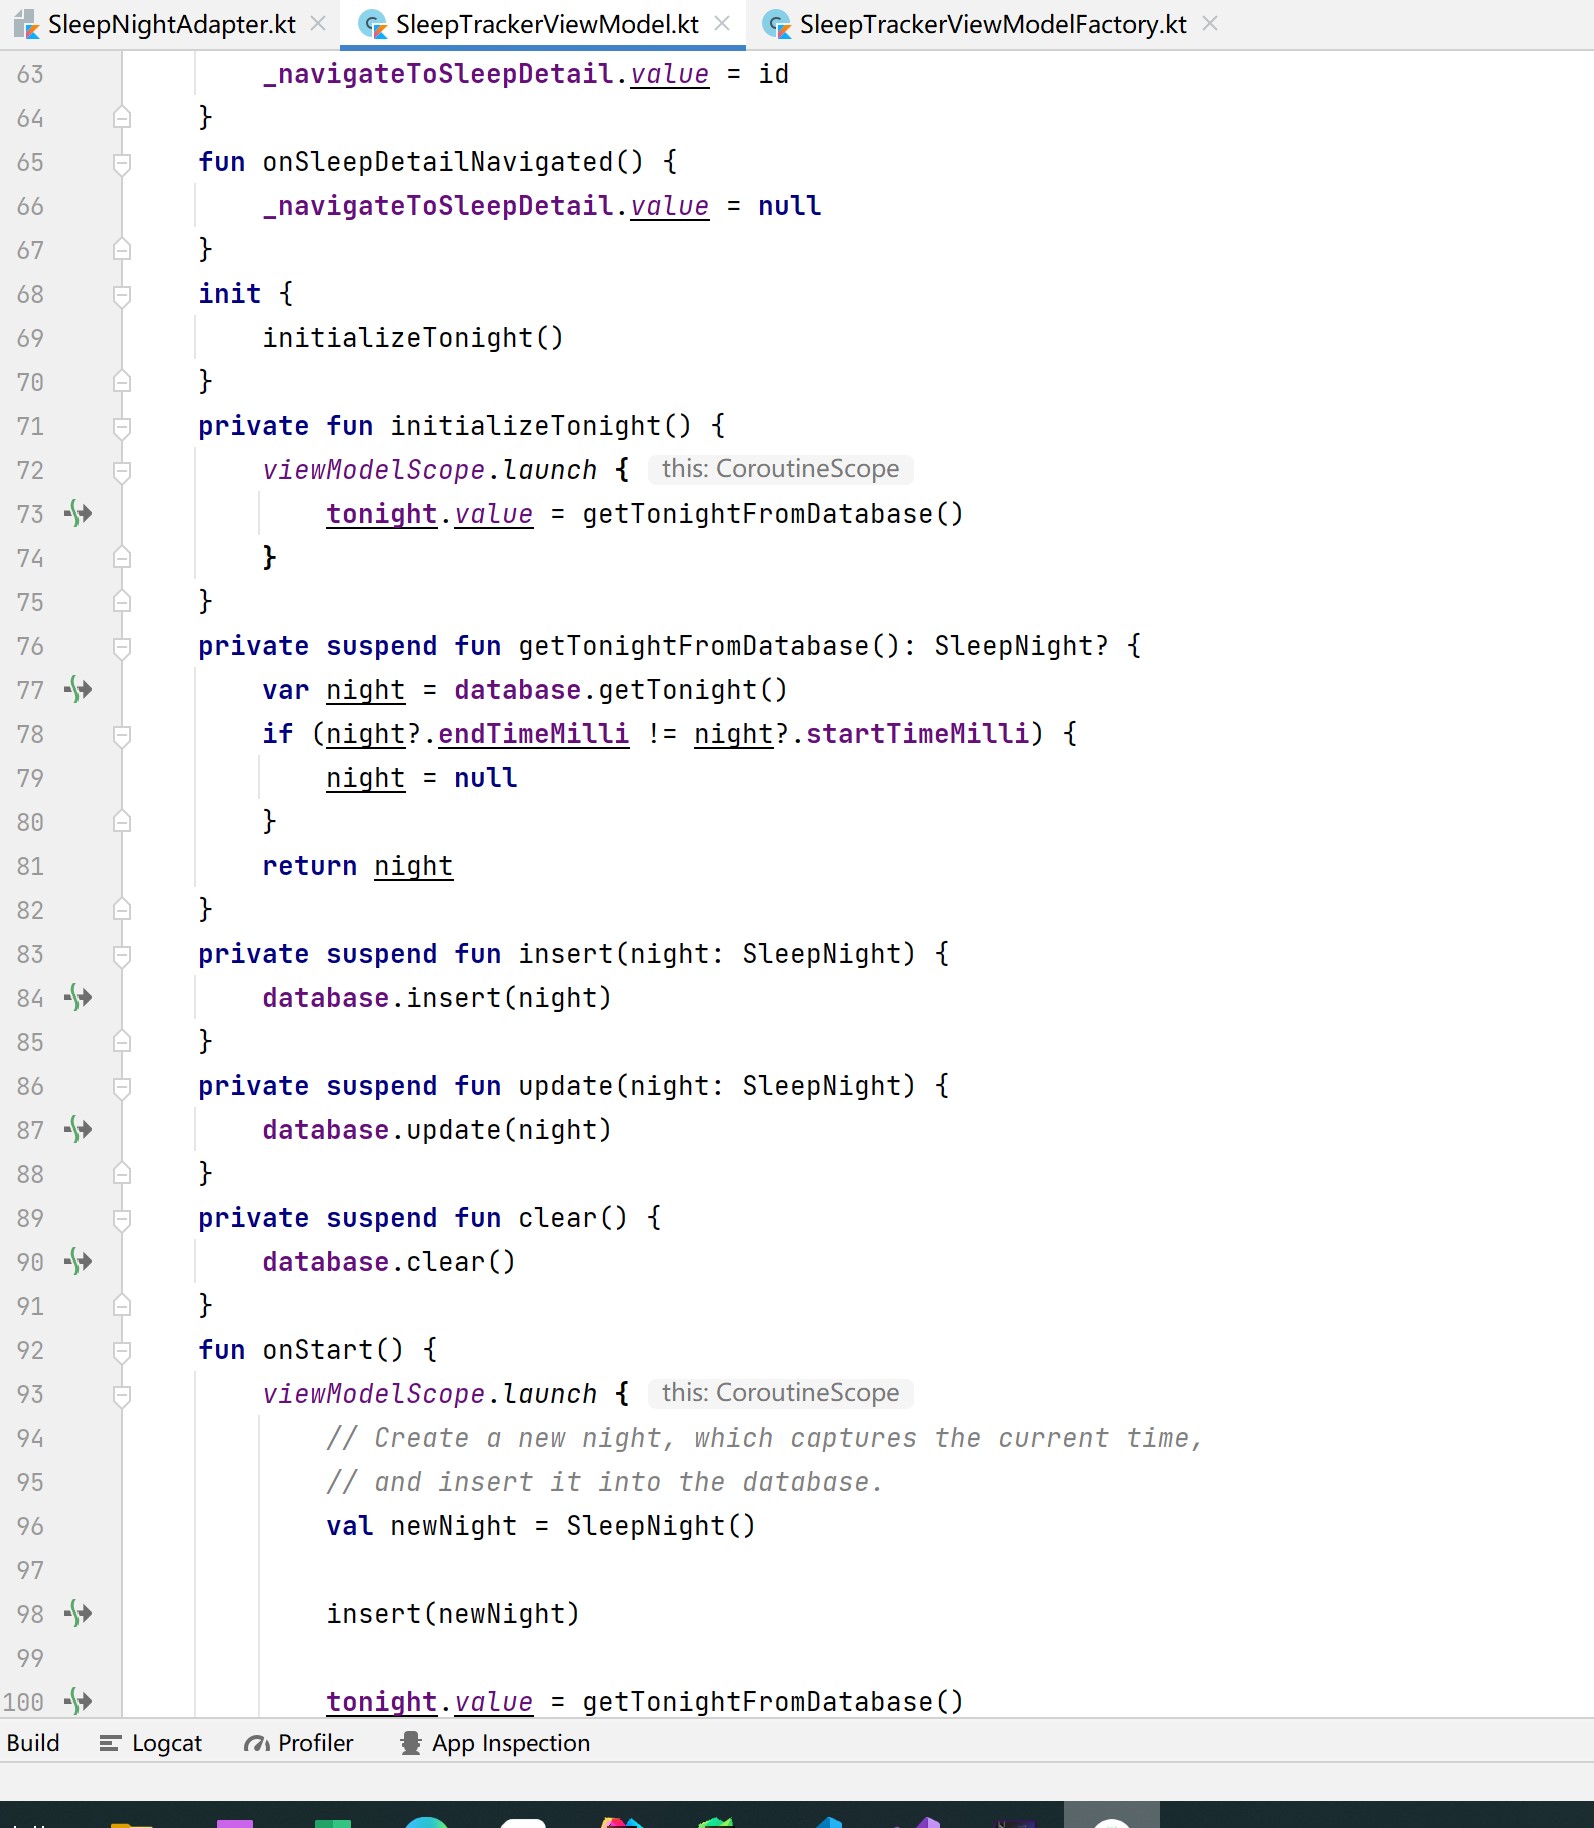 SleepNightAdapter.kt SleepTrackerViewModel.kt SleepTrackerViewModelFactory.kt
63 _navigateToSleepDetail.value = id
64 }
65 fun onSleepDetailNavigated() {
66 _navigateToSleepDetail.value = null
67 }
68 init {
69 initializeTonight()
70 }
71 private fun initializeTonight() {
72 viewModelScope.launch { this: CoroutineScope
73 tonight.value = getTonightFromDatabase()
74 }
75 }
76 private suspend fun getTonightFromDatabase(): SleepNight? {
77 var night = database.getTonight()
78 if (night?.endTimeMilli != night?.startTimeMilli) {
79 night = null
80 }
81 return night
82 }
83 private suspend fun insert(night: SleepNight) {
84 database.insert(night)
85 }
86 private suspend fun update(night: SleepNight) {
87 database.update(night)
88 }
89 private suspend fun clear() {
90 database.clear()
91 }
92 fun onStart() {
93 viewModelScope.launch { this: CoroutineScope
94 // Create a new night, which captures the current time,
95 // and insert it into the database.
96 val newNight = SleepNight()
97
98 insert(newNight)
99
100 tonight.value = getTonightFromDatabase()
Build Logcat Profiler App Inspection